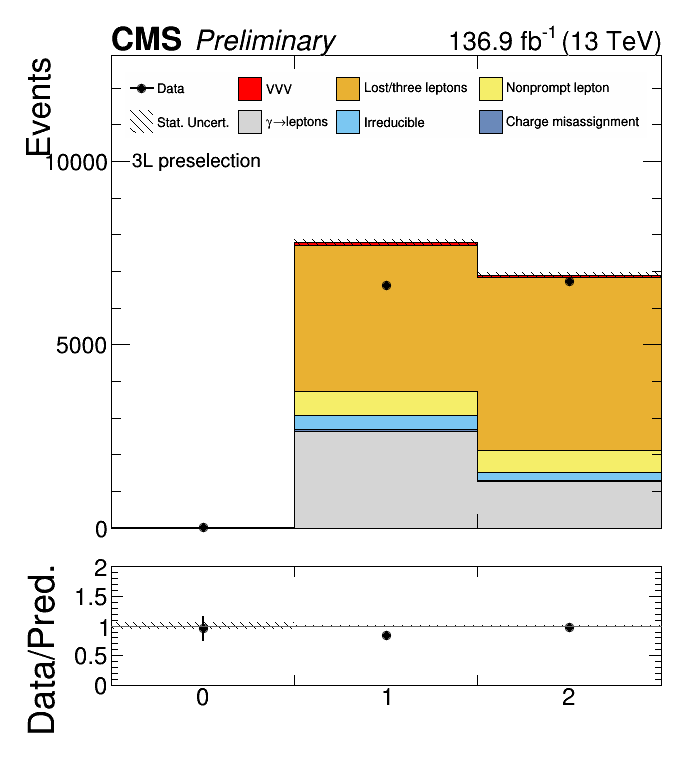 CMS Preliminary 136.9 fb-1 (13 TeV)
Events
Data VVV Lost/three leptons Nonprompt lepton
Stat. Uncert. γ→leptons Irreducible Charge misassignment
3L preselection
10000
5000
0
Data/Pred.
2
1.5
1
0.5
0
0 1 2